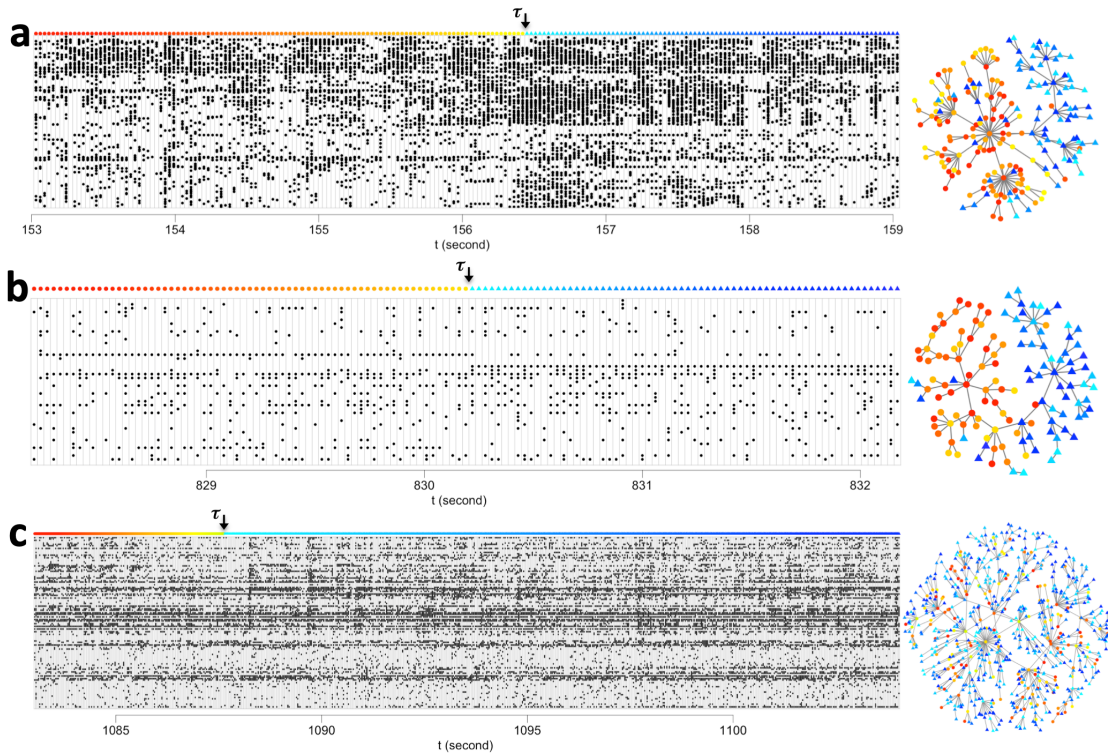 a
τ
153 154 155 156 157 158 159
t (second)
b
τ
829 830 831 832
t (second)
c
τ
1085 1090 1095 1100
t (second)